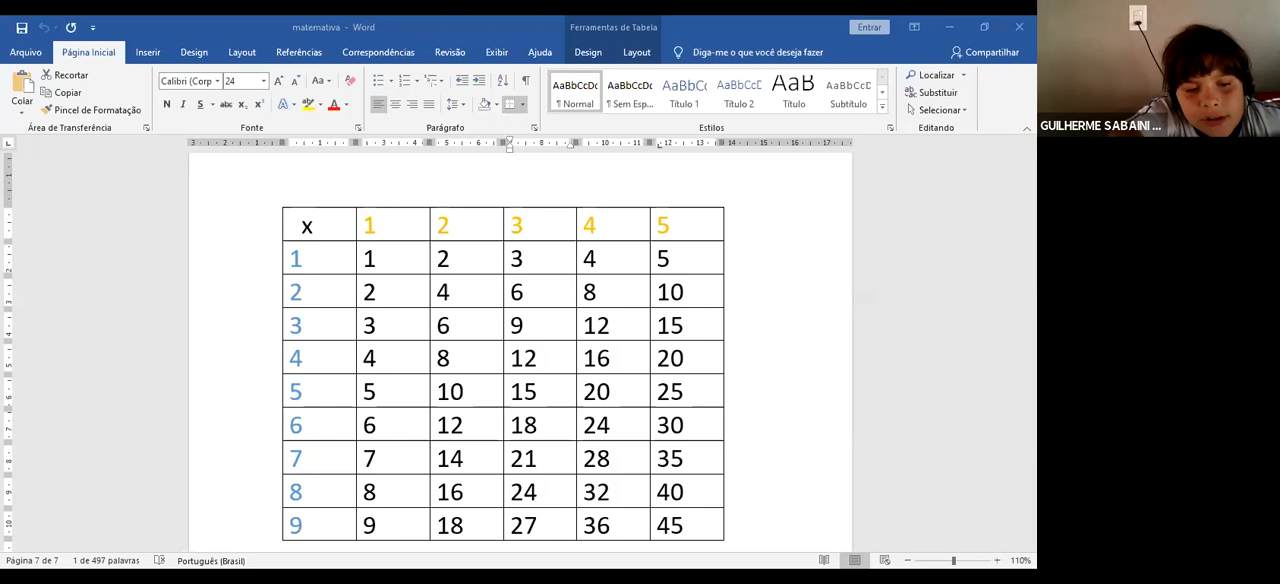 matemativa - Word
Ferramentas de Tabela
Entrar
Arquivo Página Inicial Inserir Design Layout Referências Correspondências Revisão Exibir Ajuda Design Layout Diga-me o que você deseja fazer Compartilhar
Colar
Recortar
Copiar
Pincel de Formatação
Área de Transferência
Calibri (Corp 24
N I S abc x₂ x²
Fonte
Parágrafo
AaBbCcDc AaBbCcDc AaBbCc AaBbCcC AaB AaBbCcD
¶ Normal ¶ Sem Esp... Título 1 Título 2 Título Subtítulo
Estilos
Localizar
Substituir
Selecionar
Editando
GUILHERME SABAINI ...
x 1 2 3 4 5
1 1 2 3 4 5
2 2 4 6 8 10
3 3 6 9 12 15
4 4 8 12 16 20
5 5 10 15 20 25
6 6 12 18 24 30
7 7 14 21 28 35
8 8 16 24 32 40
9 9 18 27 36 45
Página 7 de 7 1 de 497 palavras Português (Brasil) 110%